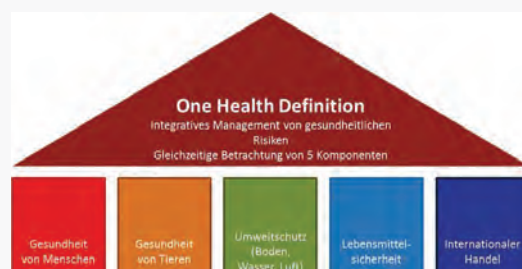 One Health Definition
Integratives Management von gesundheitlichen
Risiken
Gleichzeitige Betrachtung von 5 Komponenten
Gesundheit
von Menschen
Gesundheit
von Tieren
Umweltschutz
(Boden,
Wasser, Luft)
Lebensmittel-
sicherheit
Internationaler
Handel